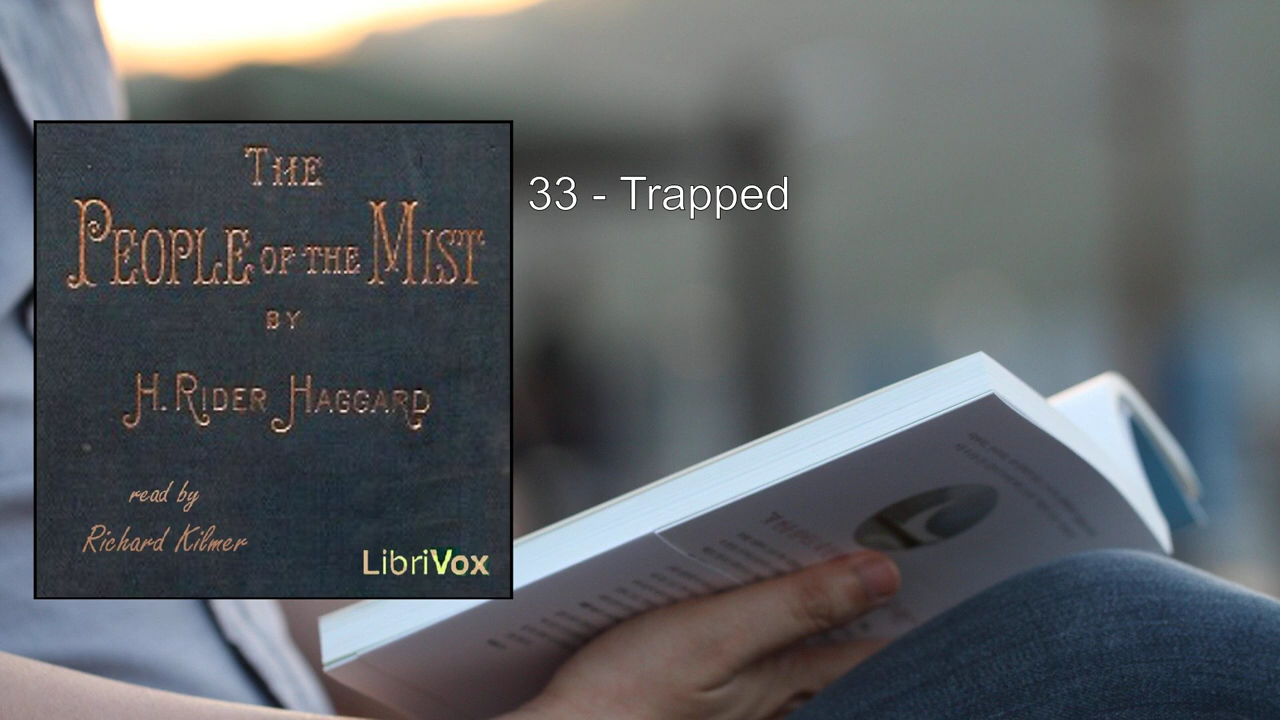 THE
PEOPLE OF THE MIST
BY
H. RIDER HAGGARD
read by
Richard Kilmer
LibriVox
33 - Trapped